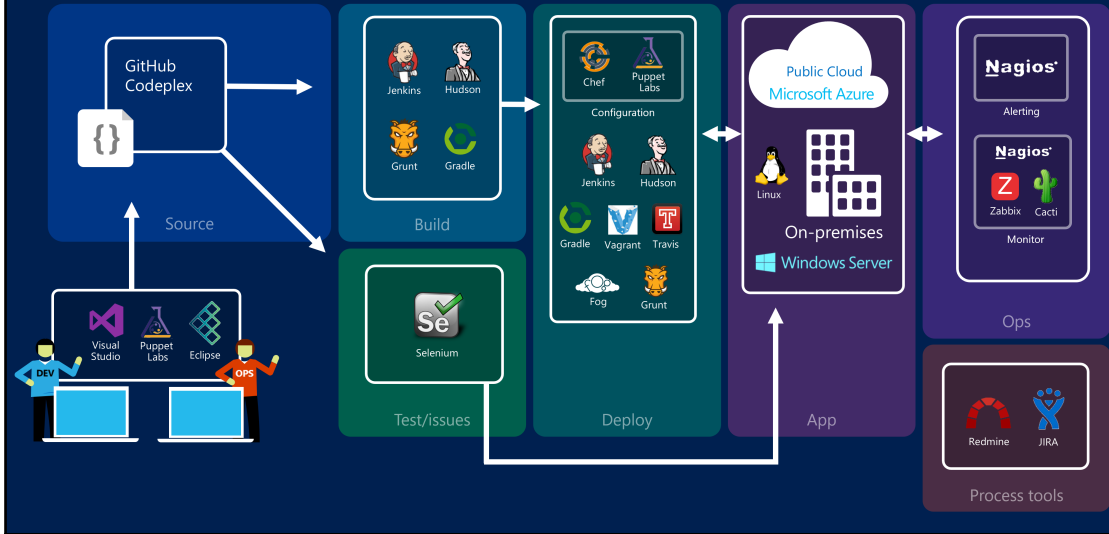 GitHub
Codeplex
{ }
Source
Visual
Studio
Puppet
Labs
Eclipse
DEV
OPS
Jenkins
Hudson
Grunt
Gradle
Build
Se
Selenium
Test/issues
Chef
Puppet
Labs
Configuration
Jenkins
Hudson
Gradle
Vagrant
Travis
Fog
Grunt
Deploy
Public Cloud
Microsoft Azure
Linux
On-premises
Windows Server
App
Nagios
Alerting
Nagios
Z
Zabbix
Cacti
Monitor
Ops
Redmine
JIRA
Process tools